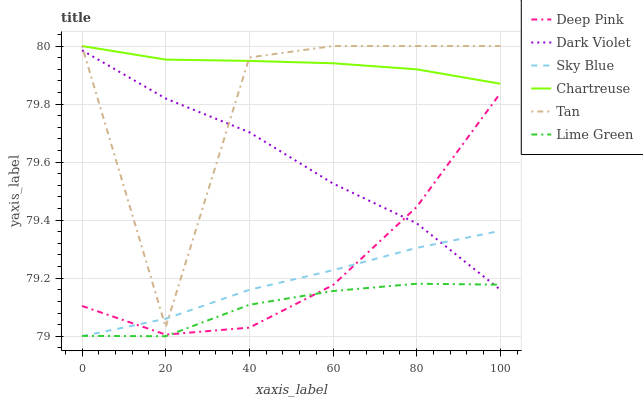 title
80
79.8
79.6
79.4
79.2
79
0
20
40
60
80
100
xaxis_label
yaxis_label
Deep Pink
Dark Violet
Sky Blue
Chartreuse
Tan
Lime Green